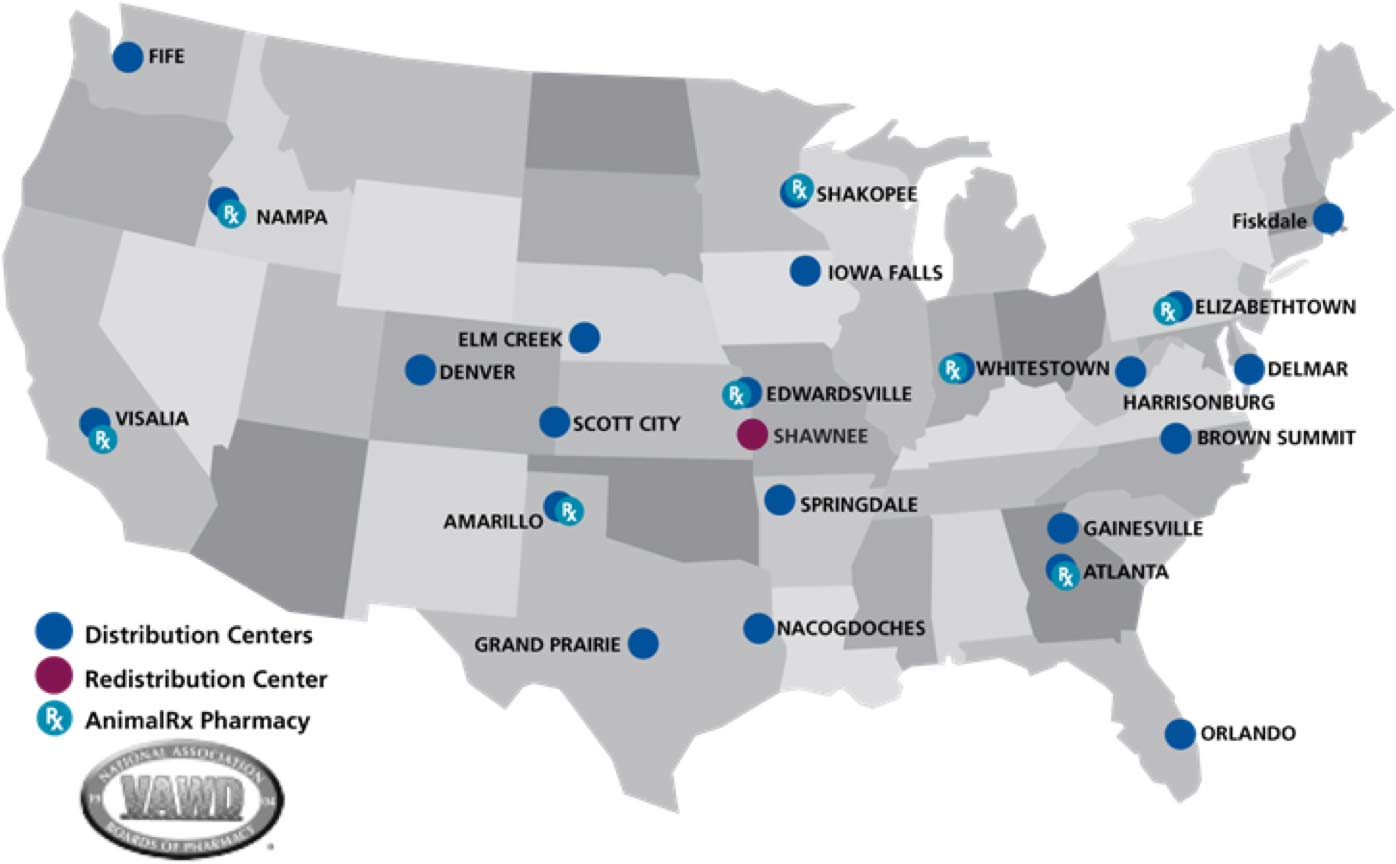 FIFE
Rx NAMPA
Rx SHAKOPEE
Fiskdale
IOWA FALLS
Rx ELIZABETHTOWN
ELM CREEK
DENVER
Rx WHITESTOWN
DELMAR
Rx EDWARDSVILLE
HARRISONBURG
VISALIA
Rx
SCOTT CITY
SHAWNEE
BROWN SUMMIT
AMARILLO Rx
SPRINGDALE
GAINESVILLE
Rx ATLANTA
GRAND PRAIRIE
NACOGDOCHES
ORLANDO
Distribution Centers
Redistribution Center
Rx AnimalRx Pharmacy
NATIONAL ASSOCIATION
VAWD
BOARDS OF PHARMACY